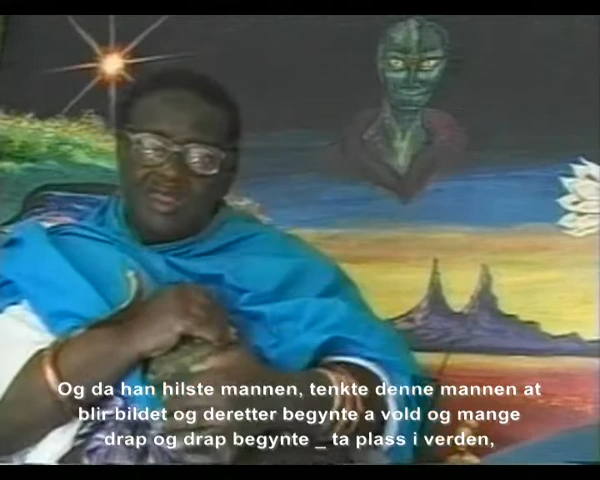 Og da han hilste mannen, tenkte denne mannen at
blir bildet og deretter begynte a vold og mange
drap og drap begynte _ ta plass i verden,